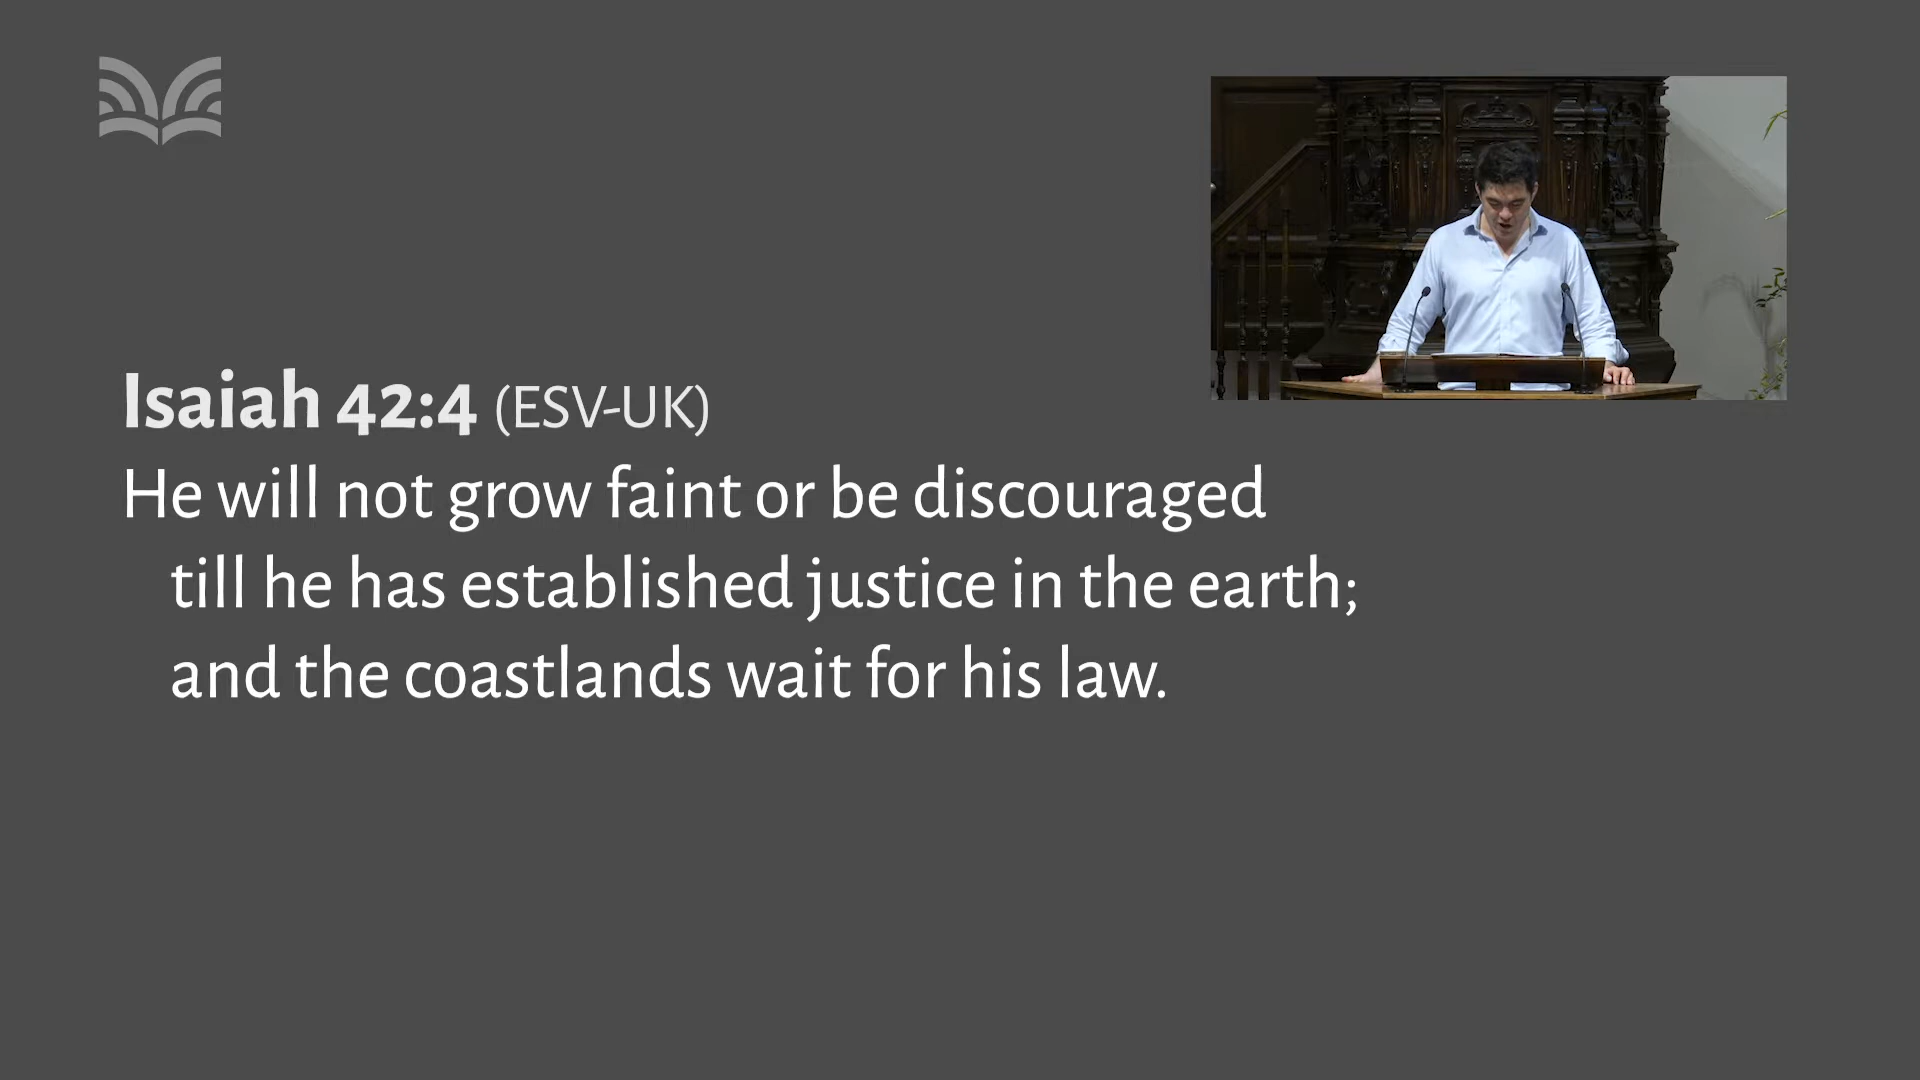 Isaiah 42:4 (ESV-UK)
He will not grow faint or be discouraged
till he has established justice in the earth;
and the coastlands wait for his law.